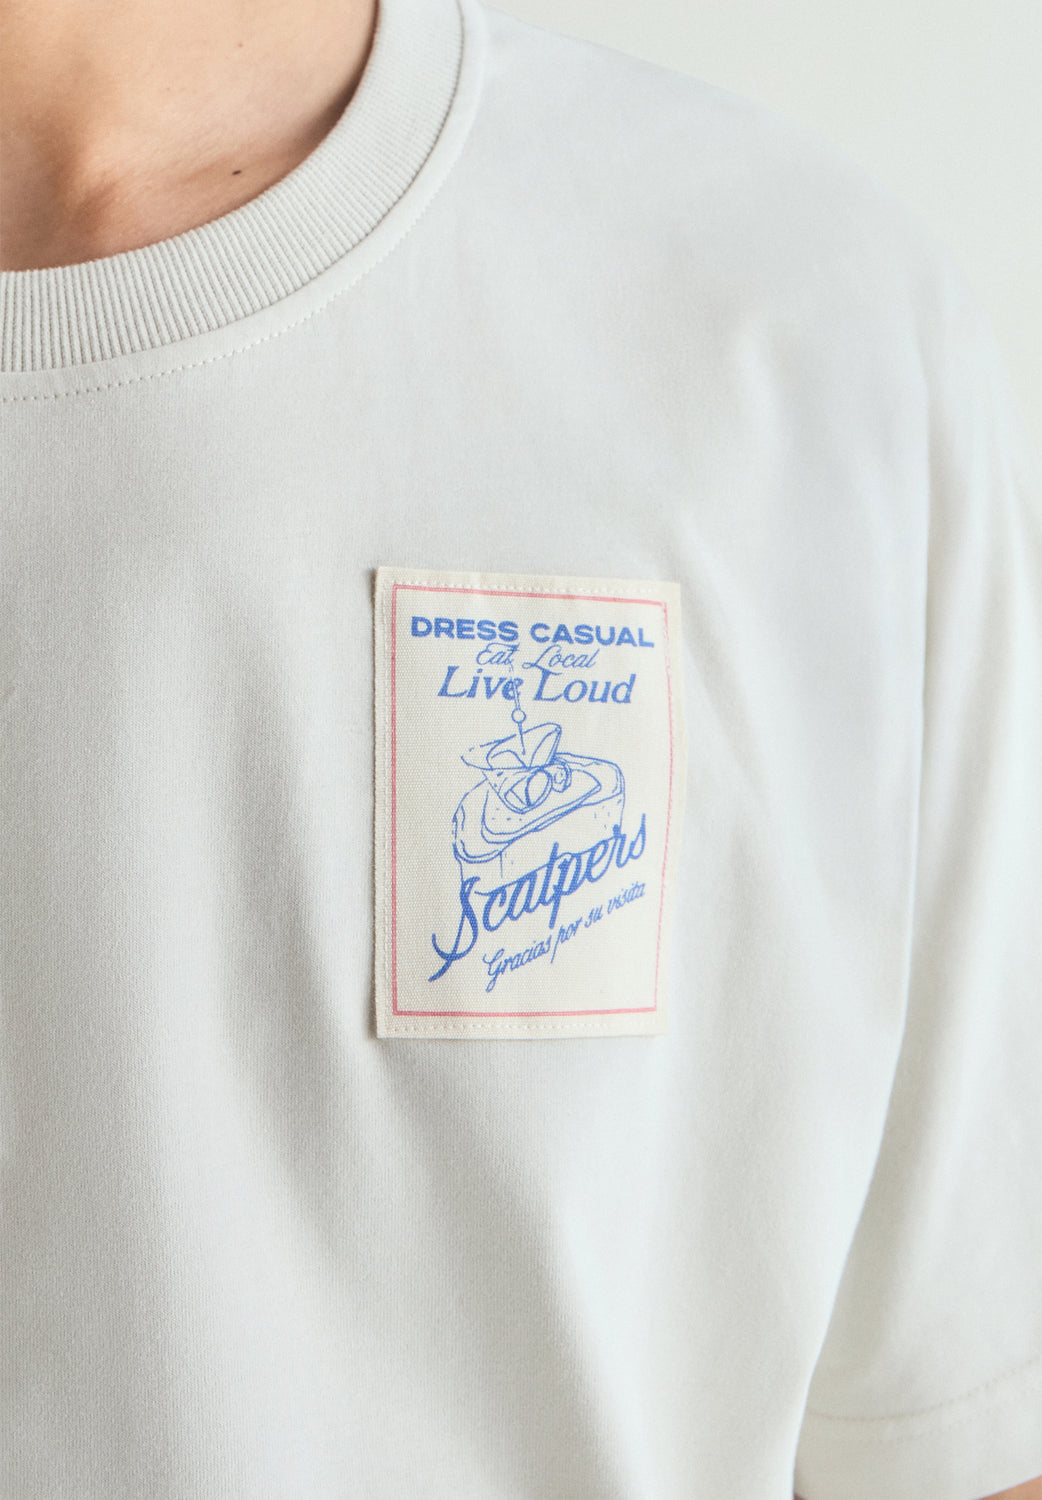 DRESS CASUAL
Eat Local
Live Loud
Scalpers
Gracias por su visita